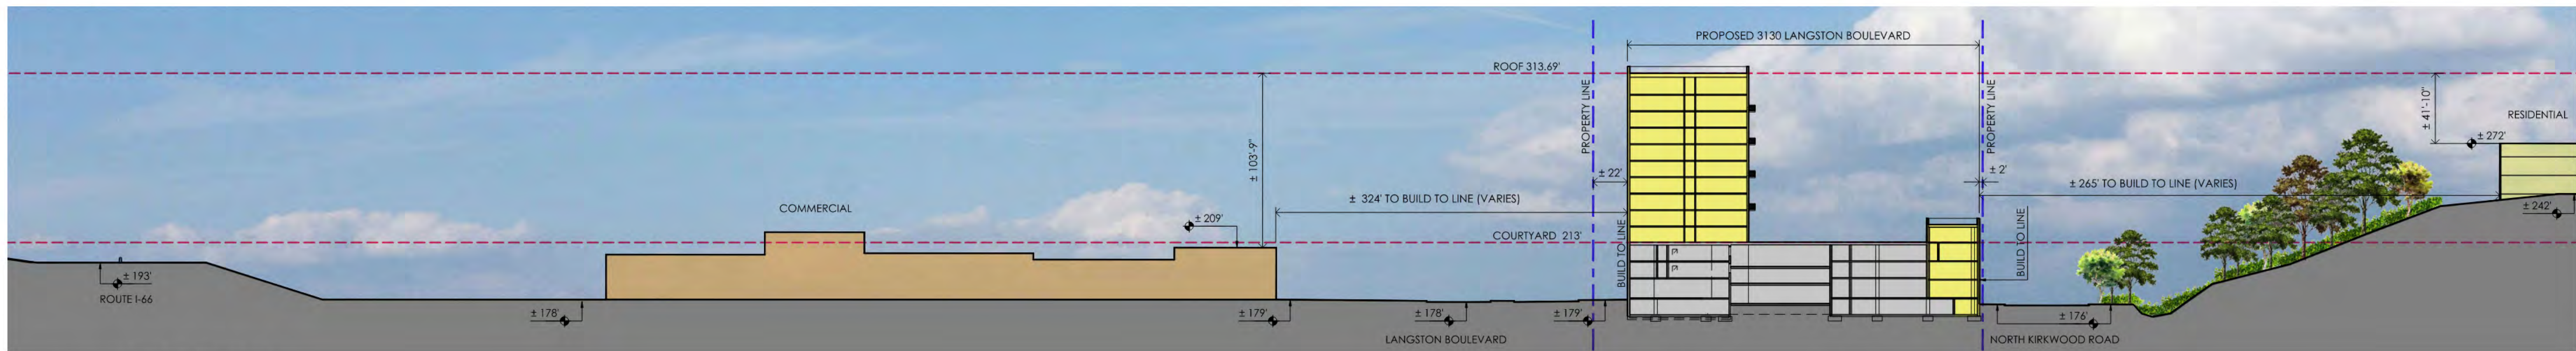 PROPOSED 3130 LANGSTON BOULEVARD
ROOF 313.69'
PROPERTY LINE
PROPERTY LINE
± 41'-10"
RESIDENTIAL
± 272'
± 103'-9"
± 22'
± 2'
± 265' TO BUILD TO LINE (VARIES)
± 324' TO BUILD TO LINE (VARIES)
COMMERCIAL
± 209'
± 242'
COURTYARD 213'
BUILD TO LINE
BUILD TO LINE
± 193'
ROUTE I-66
± 178'
± 179'
± 178'
± 179'
± 176'
LANGSTON BOULEVARD
NORTH KIRKWOOD ROAD